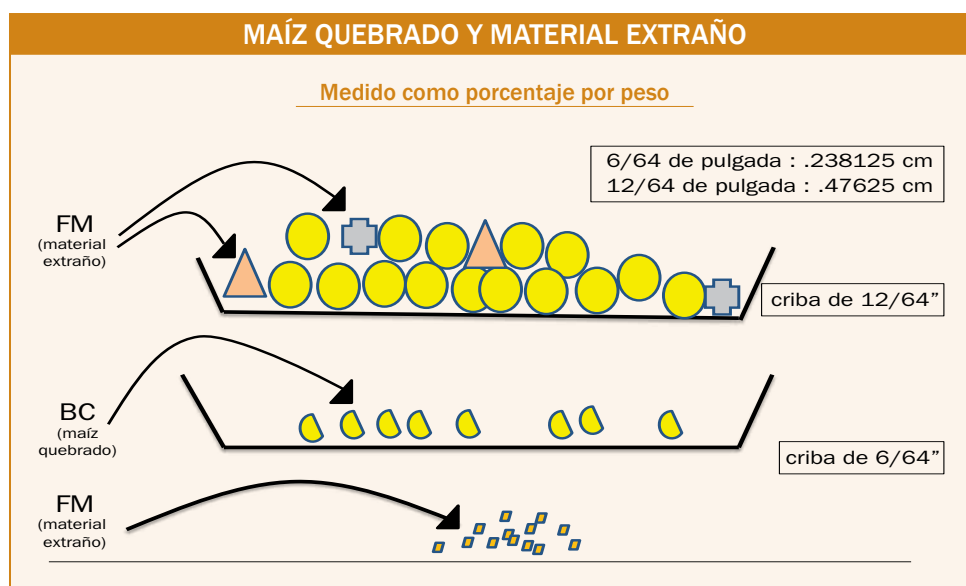 MAÍZ QUEBRADO Y MATERIAL EXTRAÑO
Medido como porcentaje por peso
6/64 de pulgada : .238125 cm
12/64 de pulgada : .47625 cm
FM
(material
extraño)
criba de 12/64”
BC
(maíz
quebrado)
criba de 6/64”
FM
(material
extraño)